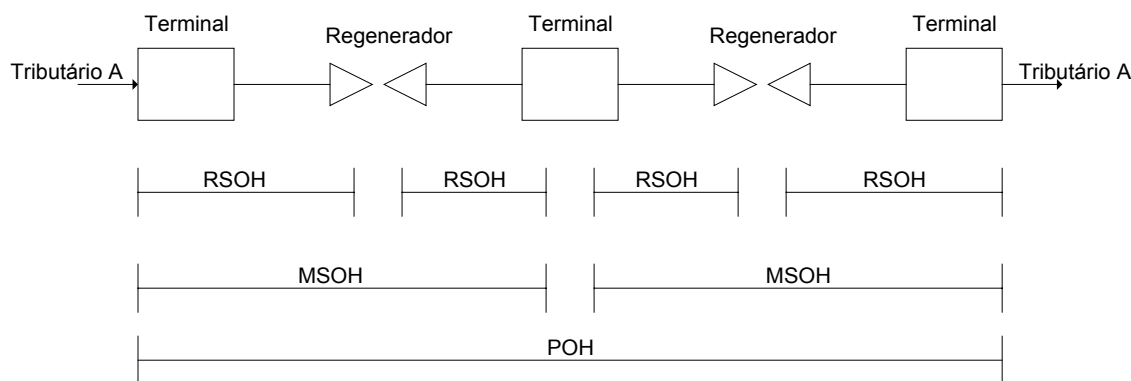 Terminal
Regenerador
Terminal
Regenerador
Terminal
Tributário A
Tributário A
RSOH
RSOH
RSOH
RSOH
MSOH
MSOH
POH